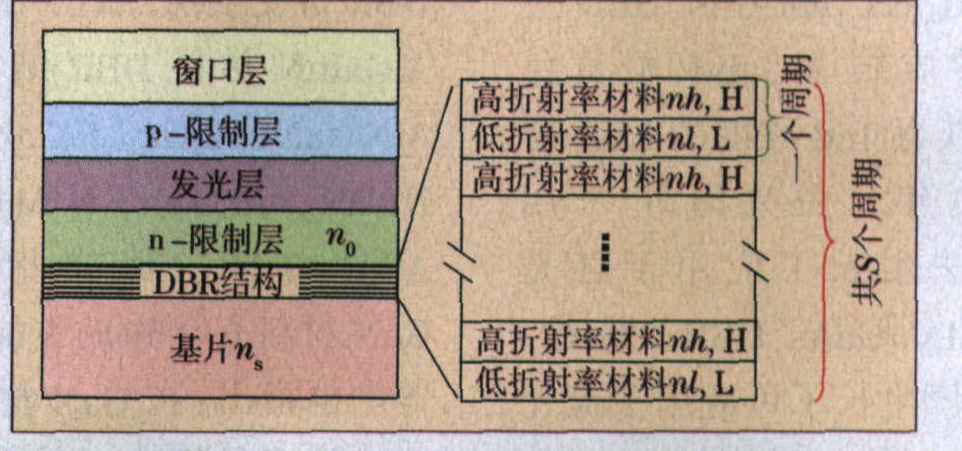 窗口层
p-限制层
发光层
n-限制层 n₀
DBR结构
基片nₛ
高折射率材料nh, H
低折射率材料nl, L
高折射率材料nh, H
高折射率材料nh, H
低折射率材料nl, L
一个周期
共S个周期